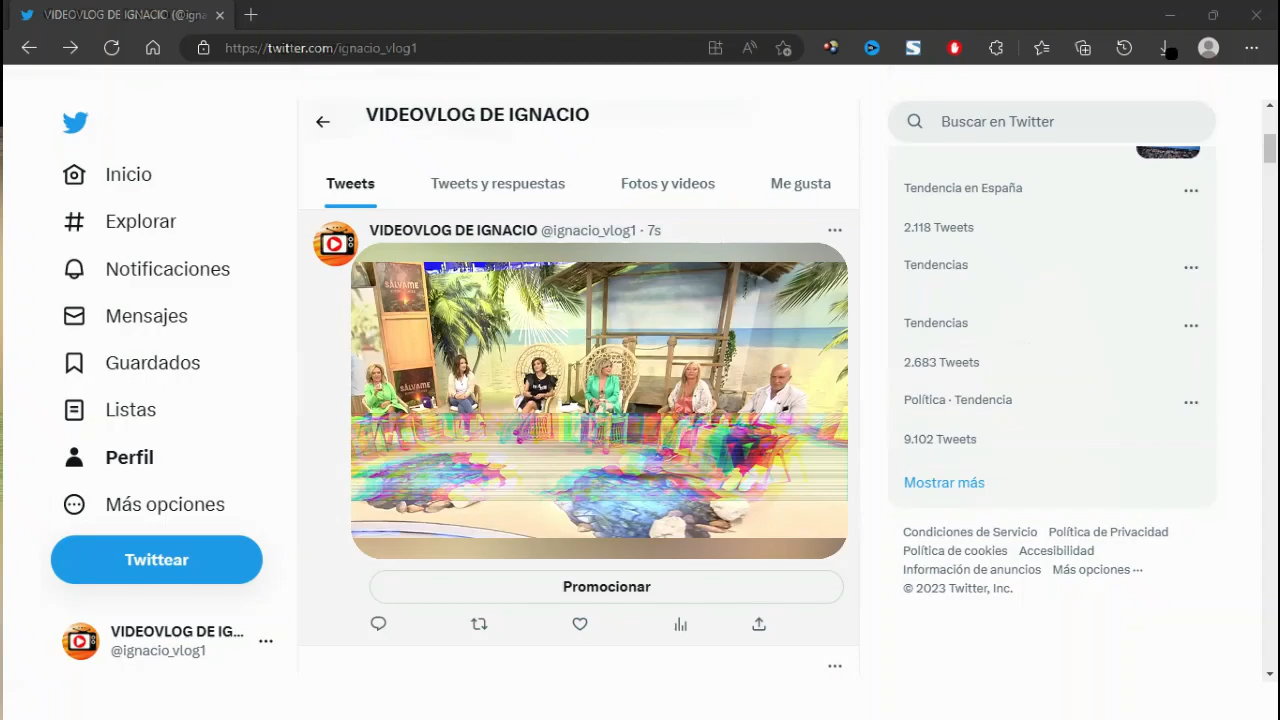 VIDEOVLOG DE IGNACIO (@igna
https://twitter.com/ignacio_vlog1
VIDEOVLOG DE IGNACIO
Buscar en Twitter
Inicio
Explorar
Notificaciones
Mensajes
Guardados
Listas
Perfil
Más opciones
Twittear
VIDEOVLOG DE IG...
@ignacio_vlog1
Tweets
Tweets y respuestas
Fotos y videos
Me gusta
VIDEOVLOG DE IGNACIO @ignacio_vlog1 · 7s
SÁLVAME
SÁLVAME
Promocionar
Tendencia en España
2.118 Tweets
Tendencias
Tendencias
2.683 Tweets
Política · Tendencia
9.102 Tweets
Mostrar más
Condiciones de Servicio Política de Privacidad
Política de cookies Accesibilidad
Información de anuncios Más opciones ···
© 2023 Twitter, Inc.